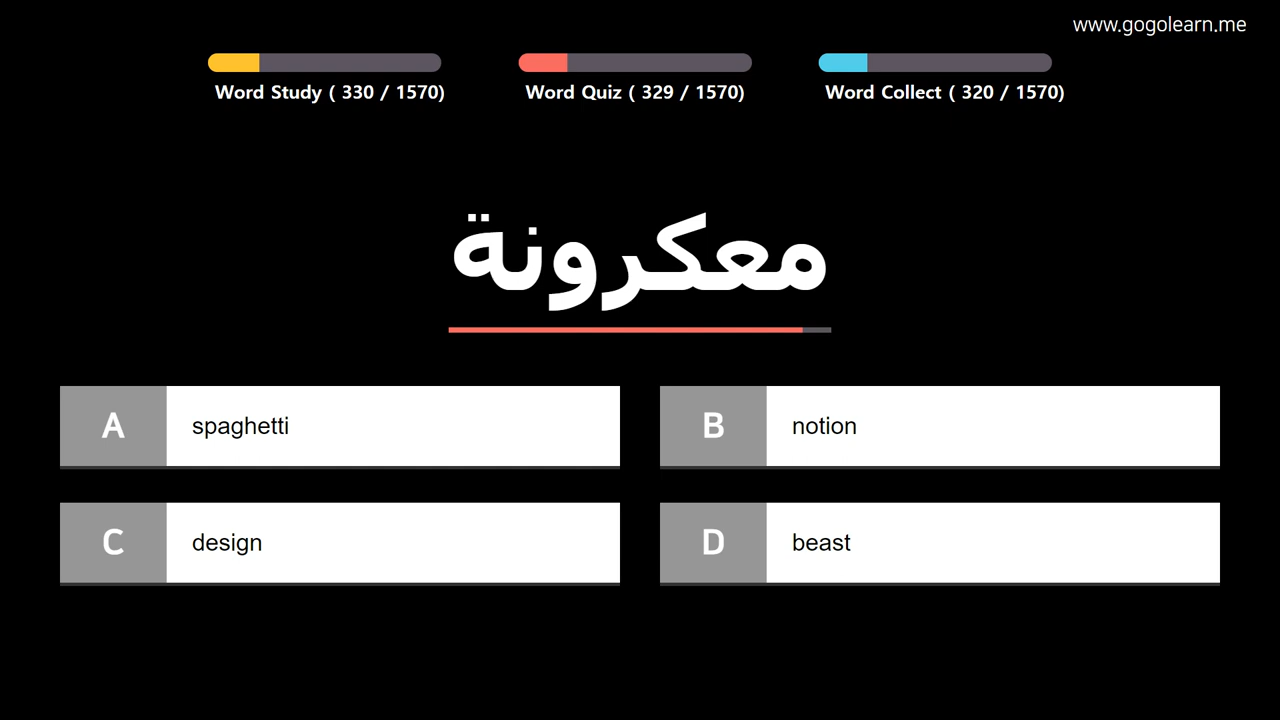 www.gogolearn.me
Word Study ( 330 / 1570)
Word Quiz ( 329 / 1570)
Word Collect ( 320 / 1570)
معكرونة
A spaghetti
B notion
C design
D beast